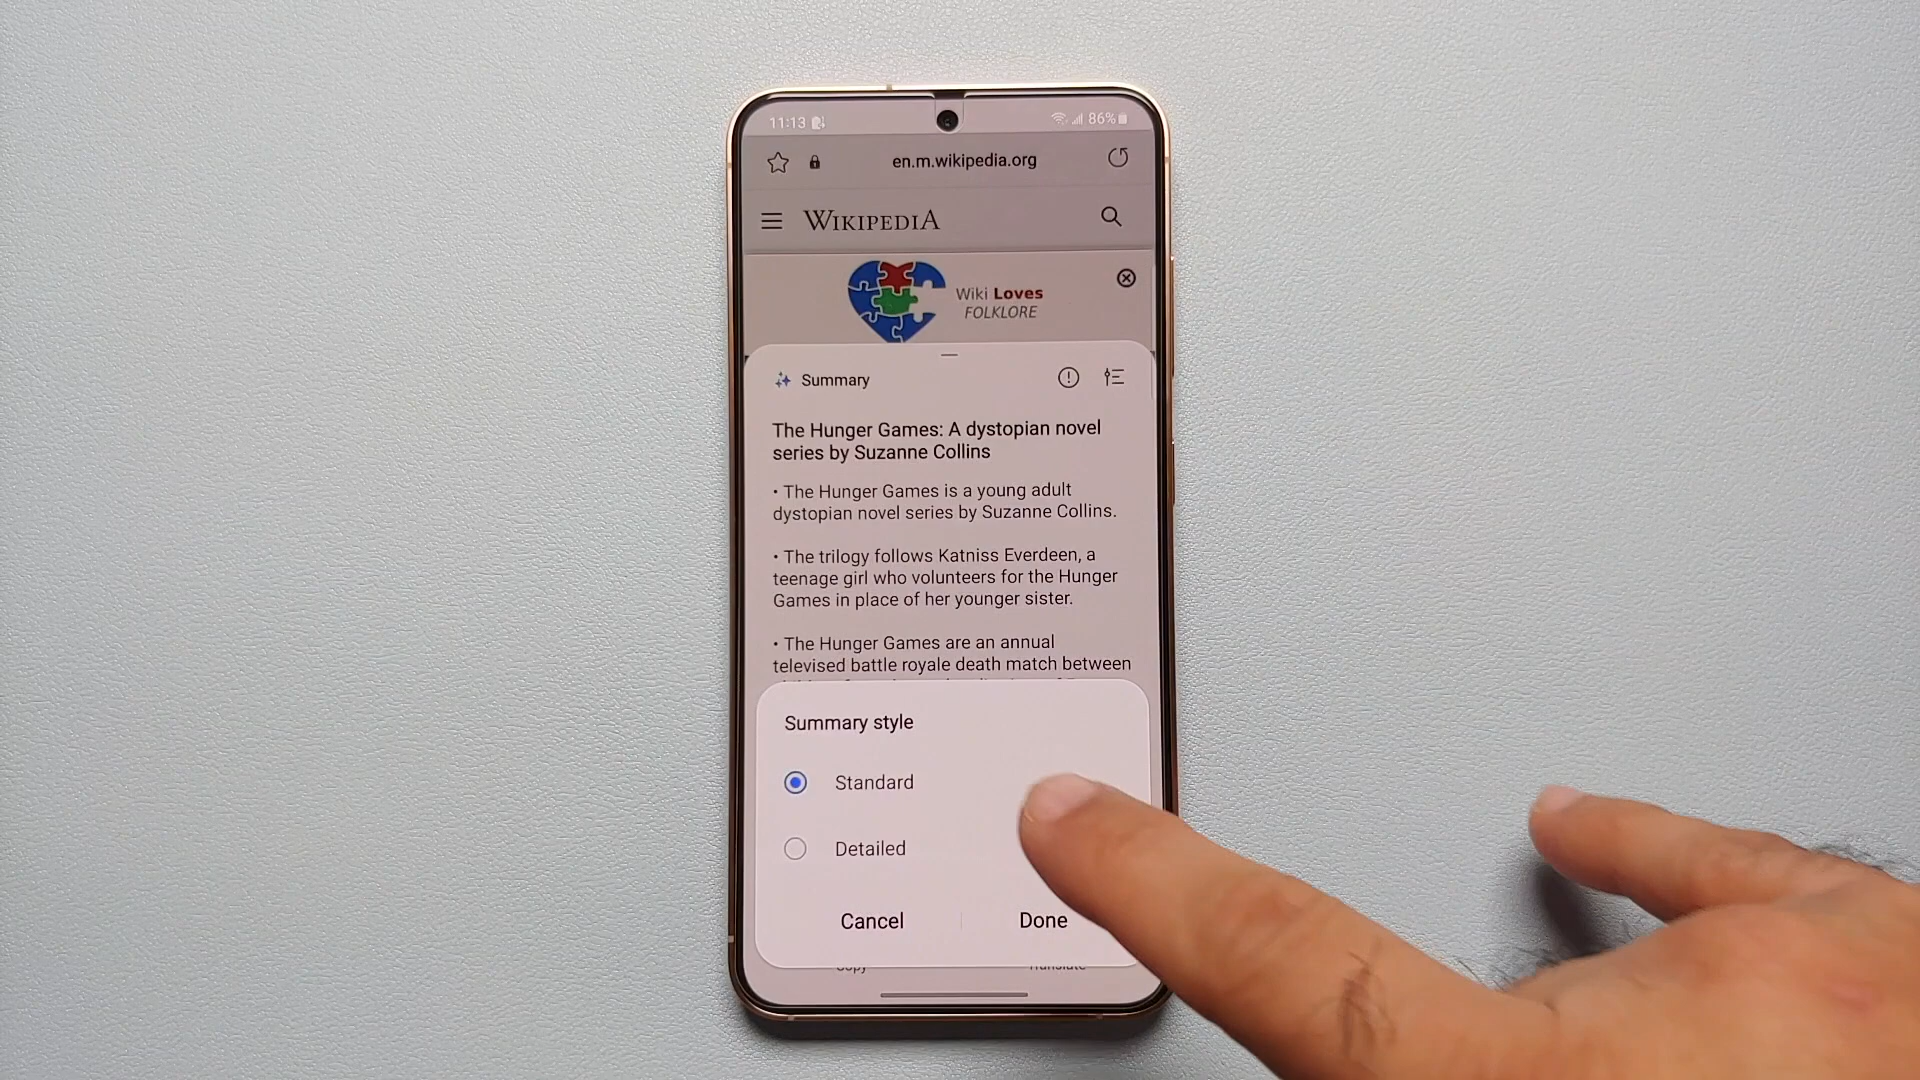 11:13
86%
en.m.wikipedia.org
WIKIPEDIA
Wiki Loves
FOLKLORE
Summary
The Hunger Games: A dystopian novel
series by Suzanne Collins
• The Hunger Games is a young adult
dystopian novel series by Suzanne Collins.
• The trilogy follows Katniss Everdeen, a
teenage girl who volunteers for the Hunger
Games in place of her younger sister.
• The Hunger Games are an annual
televised battle royale death match between
Summary style
Standard
Detailed
Cancel
Done
Copy
Translate